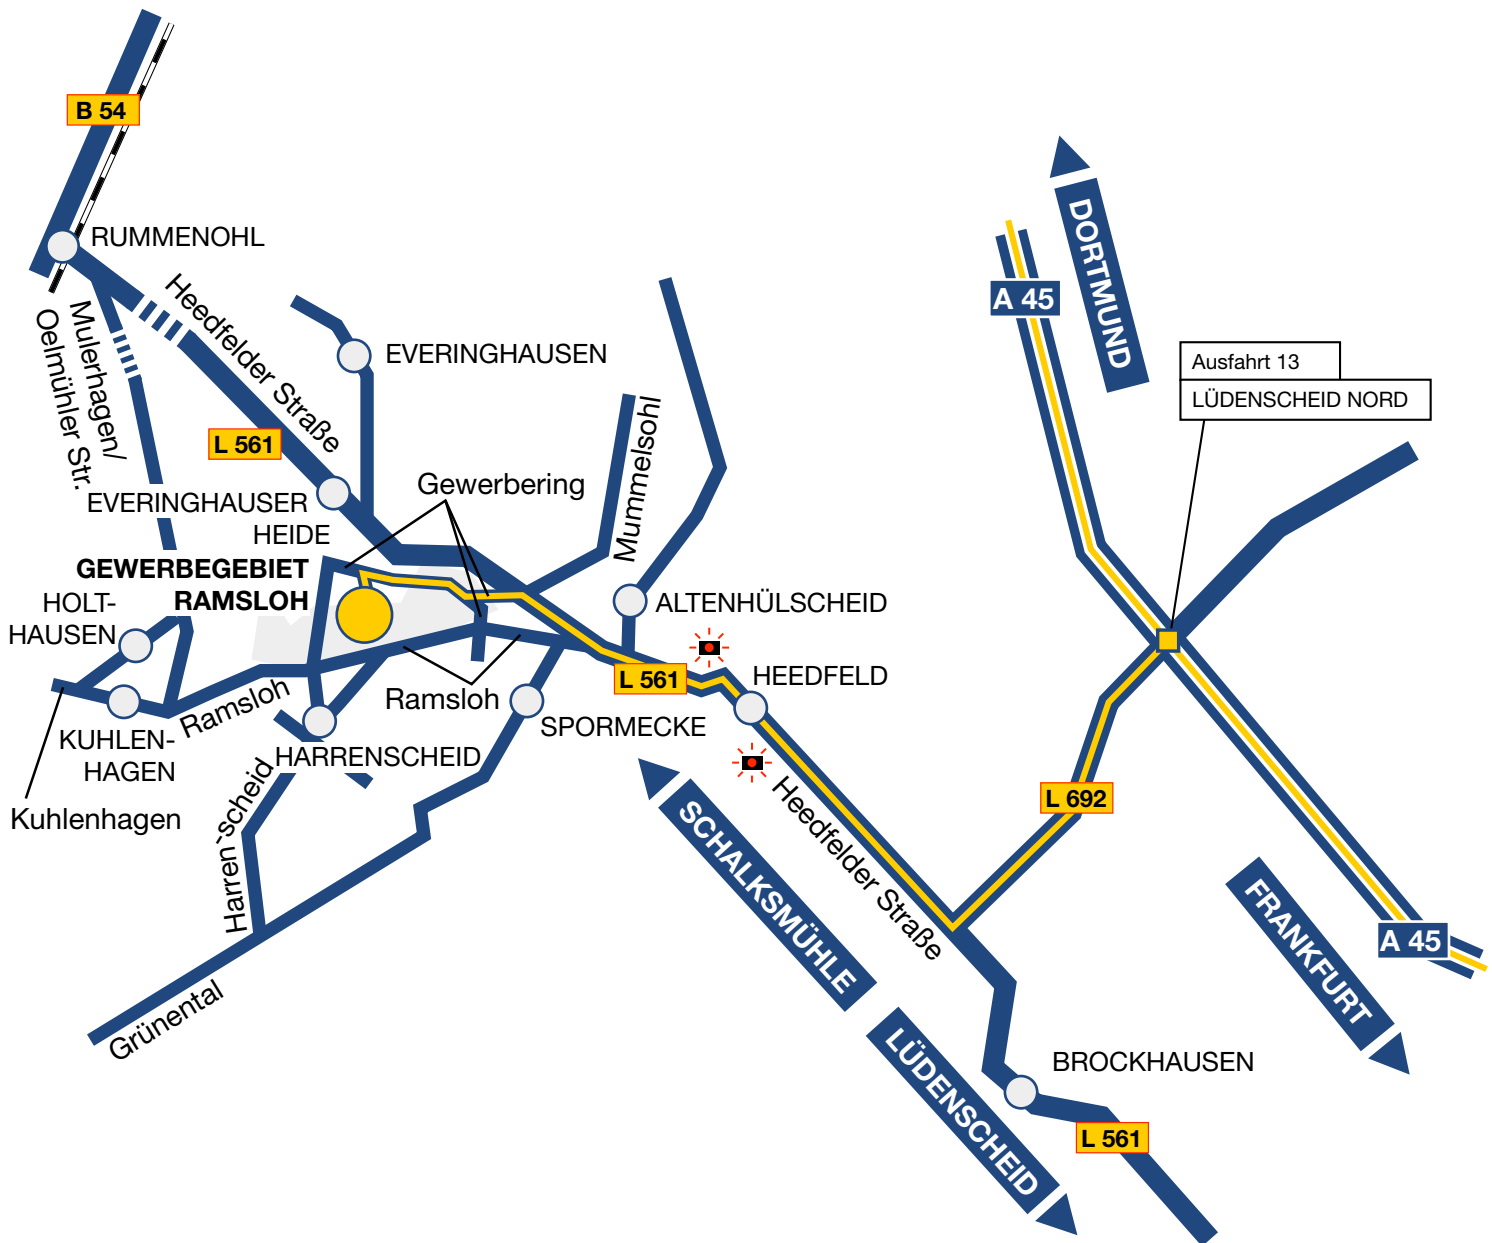 B 54
RUMMENOHL
Heedfelder Straße
Mulerhagen/
Oelmühler Str.
EVERINGHAUSEN
L 561
EVERINGHAUSER
HEIDE
Gewerbering
Mummelsohl
GEWERBEGEBIET
RAMSLOH
HOLT-
HAUSEN
ALTENHÜLSCHEID
L 561
HEEDFELD
Ramsloh
Ramsloh
SPORMECKE
KUHLEN-
HAGEN
HARRENSCHEID
Kuhlenhagen
Harren-scheid
Grünental
Heedfelder Straße
SCHALKSMÜHLE
LÜDENSCHEID
DORTMUND
A 45
Ausfahrt 13
LÜDENSCHEID NORD
L 692
FRANKFURT
A 45
BROCKHAUSEN
L 561